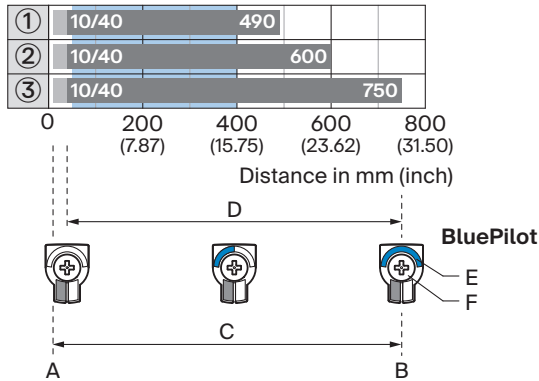 ① 10/40 490
② 10/40 600
③ 10/40 750
0 200 400 600 800
(7.87) (15.75) (23.62) (31.50)
Distance in mm (inch)
D
BluePilot
E
F
C
A B